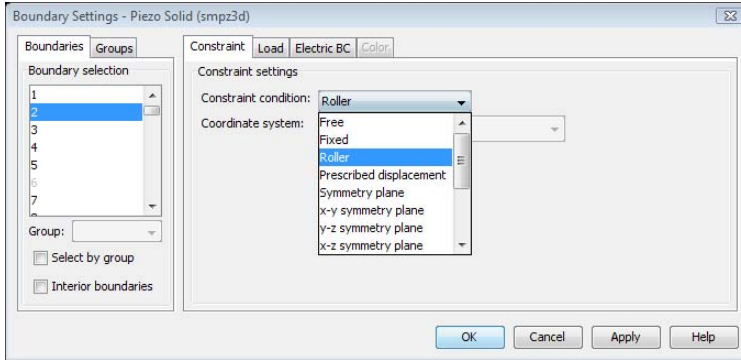 Boundary Settings - Piezo Solid (smpz3d)
Boundaries Groups
Constraint Load Electric BC Color
Boundary selection
1
2
3
4
5
6
7
Constraint settings
Constraint condition: Roller
Coordinate system:
Free
Fixed
Roller
Prescribed displacement
Symmetry plane
x-y symmetry plane
y-z symmetry plane
x-z symmetry plane
Group:
Select by group
Interior boundaries
OK Cancel Apply Help